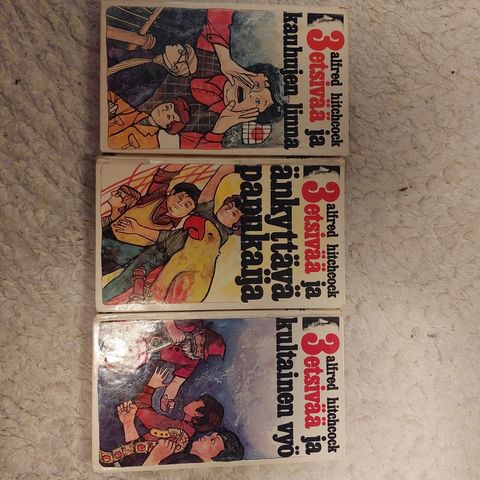 alfred hitchcock
3 etsivää ja
kauhujen linna
alfred hitchcock
3 etsivää ja
änkyttävä
papukaija
alfred hitchcock
3 etsivää ja
kultainen vyö